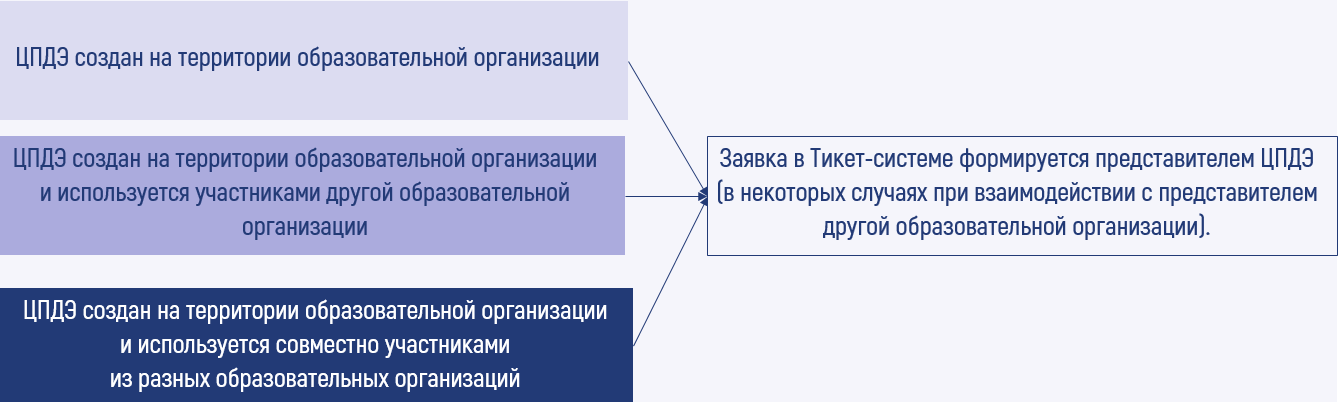 ЦПДЭ создан на территории образовательной организации
ЦПДЭ создан на территории образовательной организации
и используется участниками другой образовательной
организации
ЦПДЭ создан на территории образовательной организации
и используется совместно участниками
из разных образовательных организаций
Заявка в Тикет-системе формируется представителем ЦПДЭ
(в некоторых случаях при взаимодействии с представителем
другой образовательной организации).